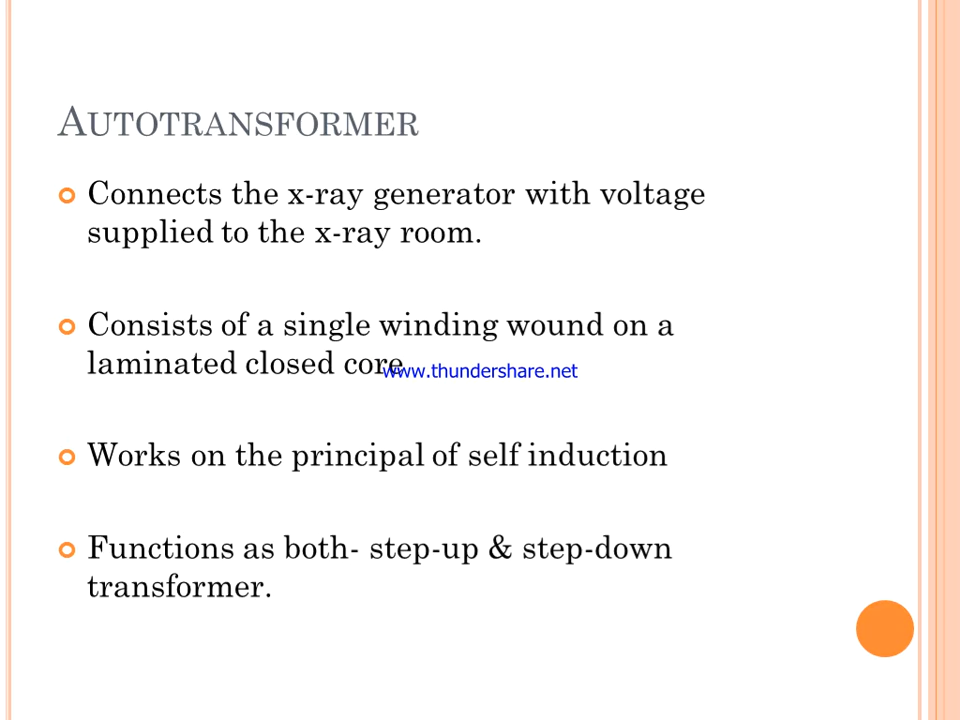 AUTOTRANSFORMER
Connects the x-ray generator with voltage
supplied to the x-ray room.
Consists of a single winding wound on a
laminated closed core
www.thundershare.net
Works on the principal of self induction
Functions as both- step-up & step-down
transformer.